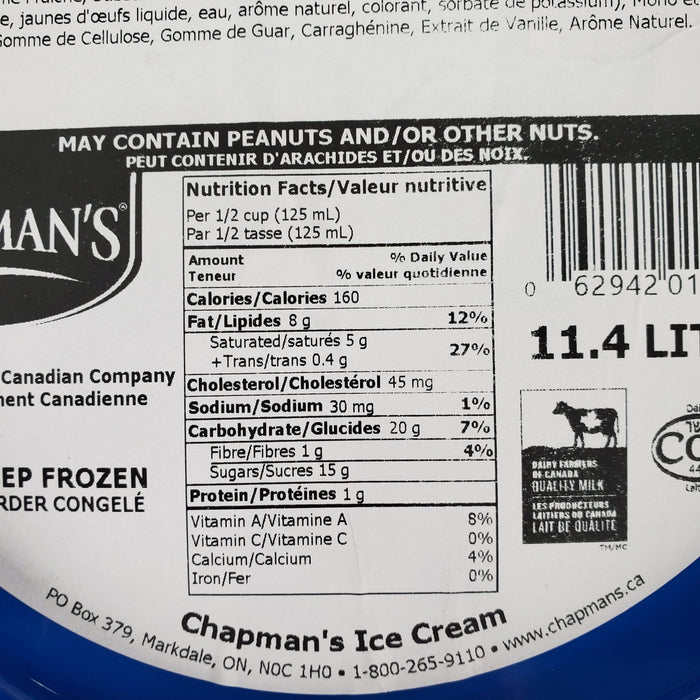 e, jaunes d'œufs liquide, eau, arôme naturel, colorant, sorbate de potassium), Mono et
Gomme de Cellulose, Gomme de Guar, Carraghénine, Extrait de Vanille, Arôme Naturel.
MAY CONTAIN PEANUTS AND/OR OTHER NUTS.
PEUT CONTENIR D'ARACHIDES ET/OU DES NOIX.
MAN'S®
Canadian Company
ent Canadienne
EP FROZEN
RDER CONGELÉ
Nutrition Facts/Valeur nutritive
Per 1/2 cup (125 mL)
Par 1/2 tasse (125 mL)
Amount % Daily Value
Teneur % valeur quotidienne
Calories/Calories 160
Fat/Lipides 8 g 12%
Saturated/saturés 5 g
+Trans/trans 0.4 g 27%
Cholesterol/Cholestérol 45 mg
Sodium/Sodium 30 mg 1%
Carbohydrate/Glucides 20 g 7%
Fibre/Fibres 1 g 4%
Sugars/Sucres 15 g
Protein/Protéines 1 g
Vitamin A/Vitamine A 8%
Vitamin C/Vitamine C 0%
Calcium/Calcium 4%
Iron/Fer 0%
0 62942 01
11.4 LIT
DAIRY FARMERS
OF CANADA
QUALITY MILK
LES PRODUCTEURS
LAITIERS DU CANADA
LAIT DE QUALITÉ
TM/MC
CO
44
Chapman's Ice Cream
PO Box 379, Markdale, ON, N0C 1H0 • 1-800-265-9110 • www.chapmans.ca